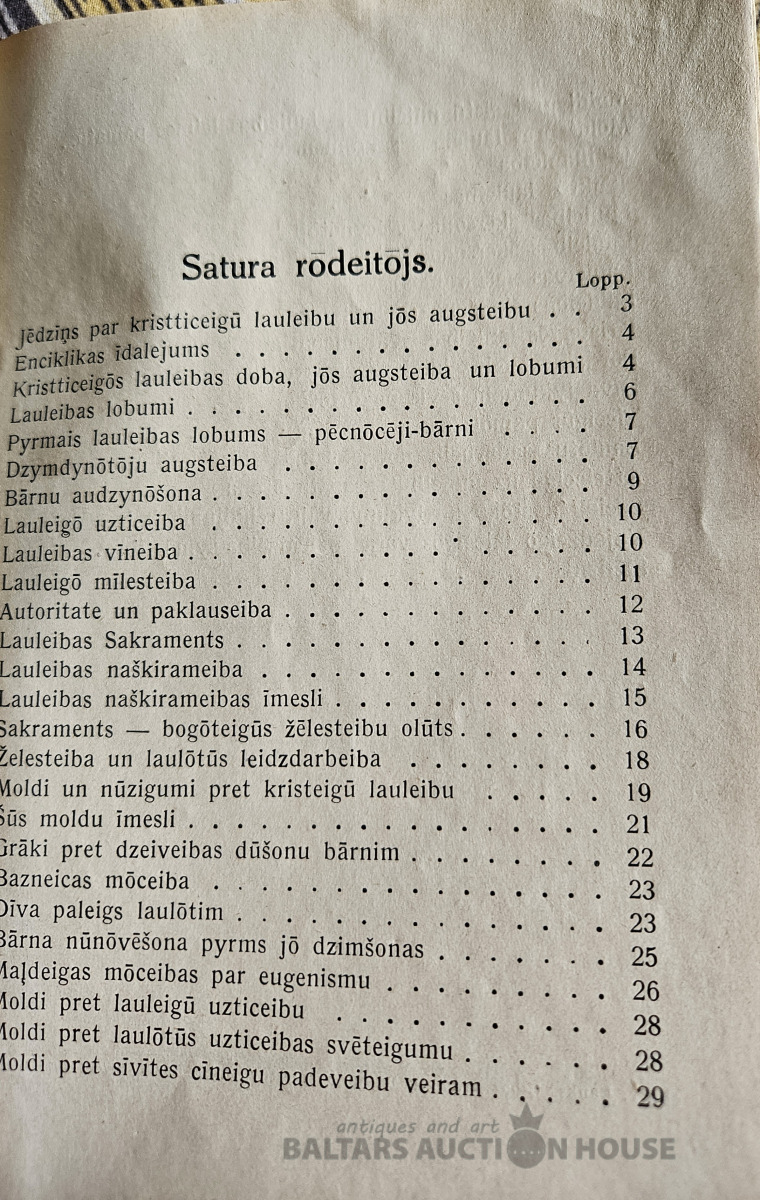 Satura rōdeitōjs.
Lopp.
Jēdziņs par kristticeigū lauleibu un jōs augsteibu . . 3
Enciklikas īdalejums . . . . . . . . . . . . . . 4
Kristticeigōs lauleibas doba, jōs augsteiba un lobumi 4
Lauleibas lobumi . . . . . . . . . . . . . . . 6
Pyrmais lauleibas lobums — pēcnōcēji-bārni . . . . 7
Dzymdynōtōju augsteiba . . . . . . . . . . . . 7
Bārnu audzynōšona . . . . . . . . . . . . . . 9
Lauleigō uzticeiba . . . . . . . . . . . . . . 10
Lauleibas vīneiba . . . . . . . . . . . . . . . 10
Lauleigō mīlesteiba . . . . . . . . . . . . . . 11
Autoritate un paklauseiba . . . . . . . . . . . 12
Lauleibas Sakraments . . . . . . . . . . . . . 13
Lauleibas naškirameiba . . . . . . . . . . . . 14
Lauleibas naškirameibas īmesli . . . . . . . . . 15
Sakraments — bogōteigūs žēlesteibu olūts . . . . . 16
Želesteiba un laulōtūs leidzdarbeiba . . . . . . . 18
Moldi un nūzigumi pret kristeigū lauleibu . . . . . 19
Šūs moldu īmesli . . . . . . . . . . . . . . . 21
Grāki pret dzeiveibas dūšonu bārnim . . . . . . . 22
Bazneicas mōceiba . . . . . . . . . . . . . . 23
Dīva paleigs laulōtim . . . . . . . . . . . . . 23
Bārna nūnōvēšona pyrms jō dzimšonas . . . . . . 25
Maļdeigas mōceibas par eugenismu . . . . . . . . 26
Moldi pret lauleigū uzticeibu . . . . . . . . . . 28
Moldi pret laulōtūs uzticeibas svēteigumu . . . . . 28
Moldi pret sīvītes cīneigu padeveibu veiram . . . . . 29
antiques and art
BALTARS AUCTION HOUSE